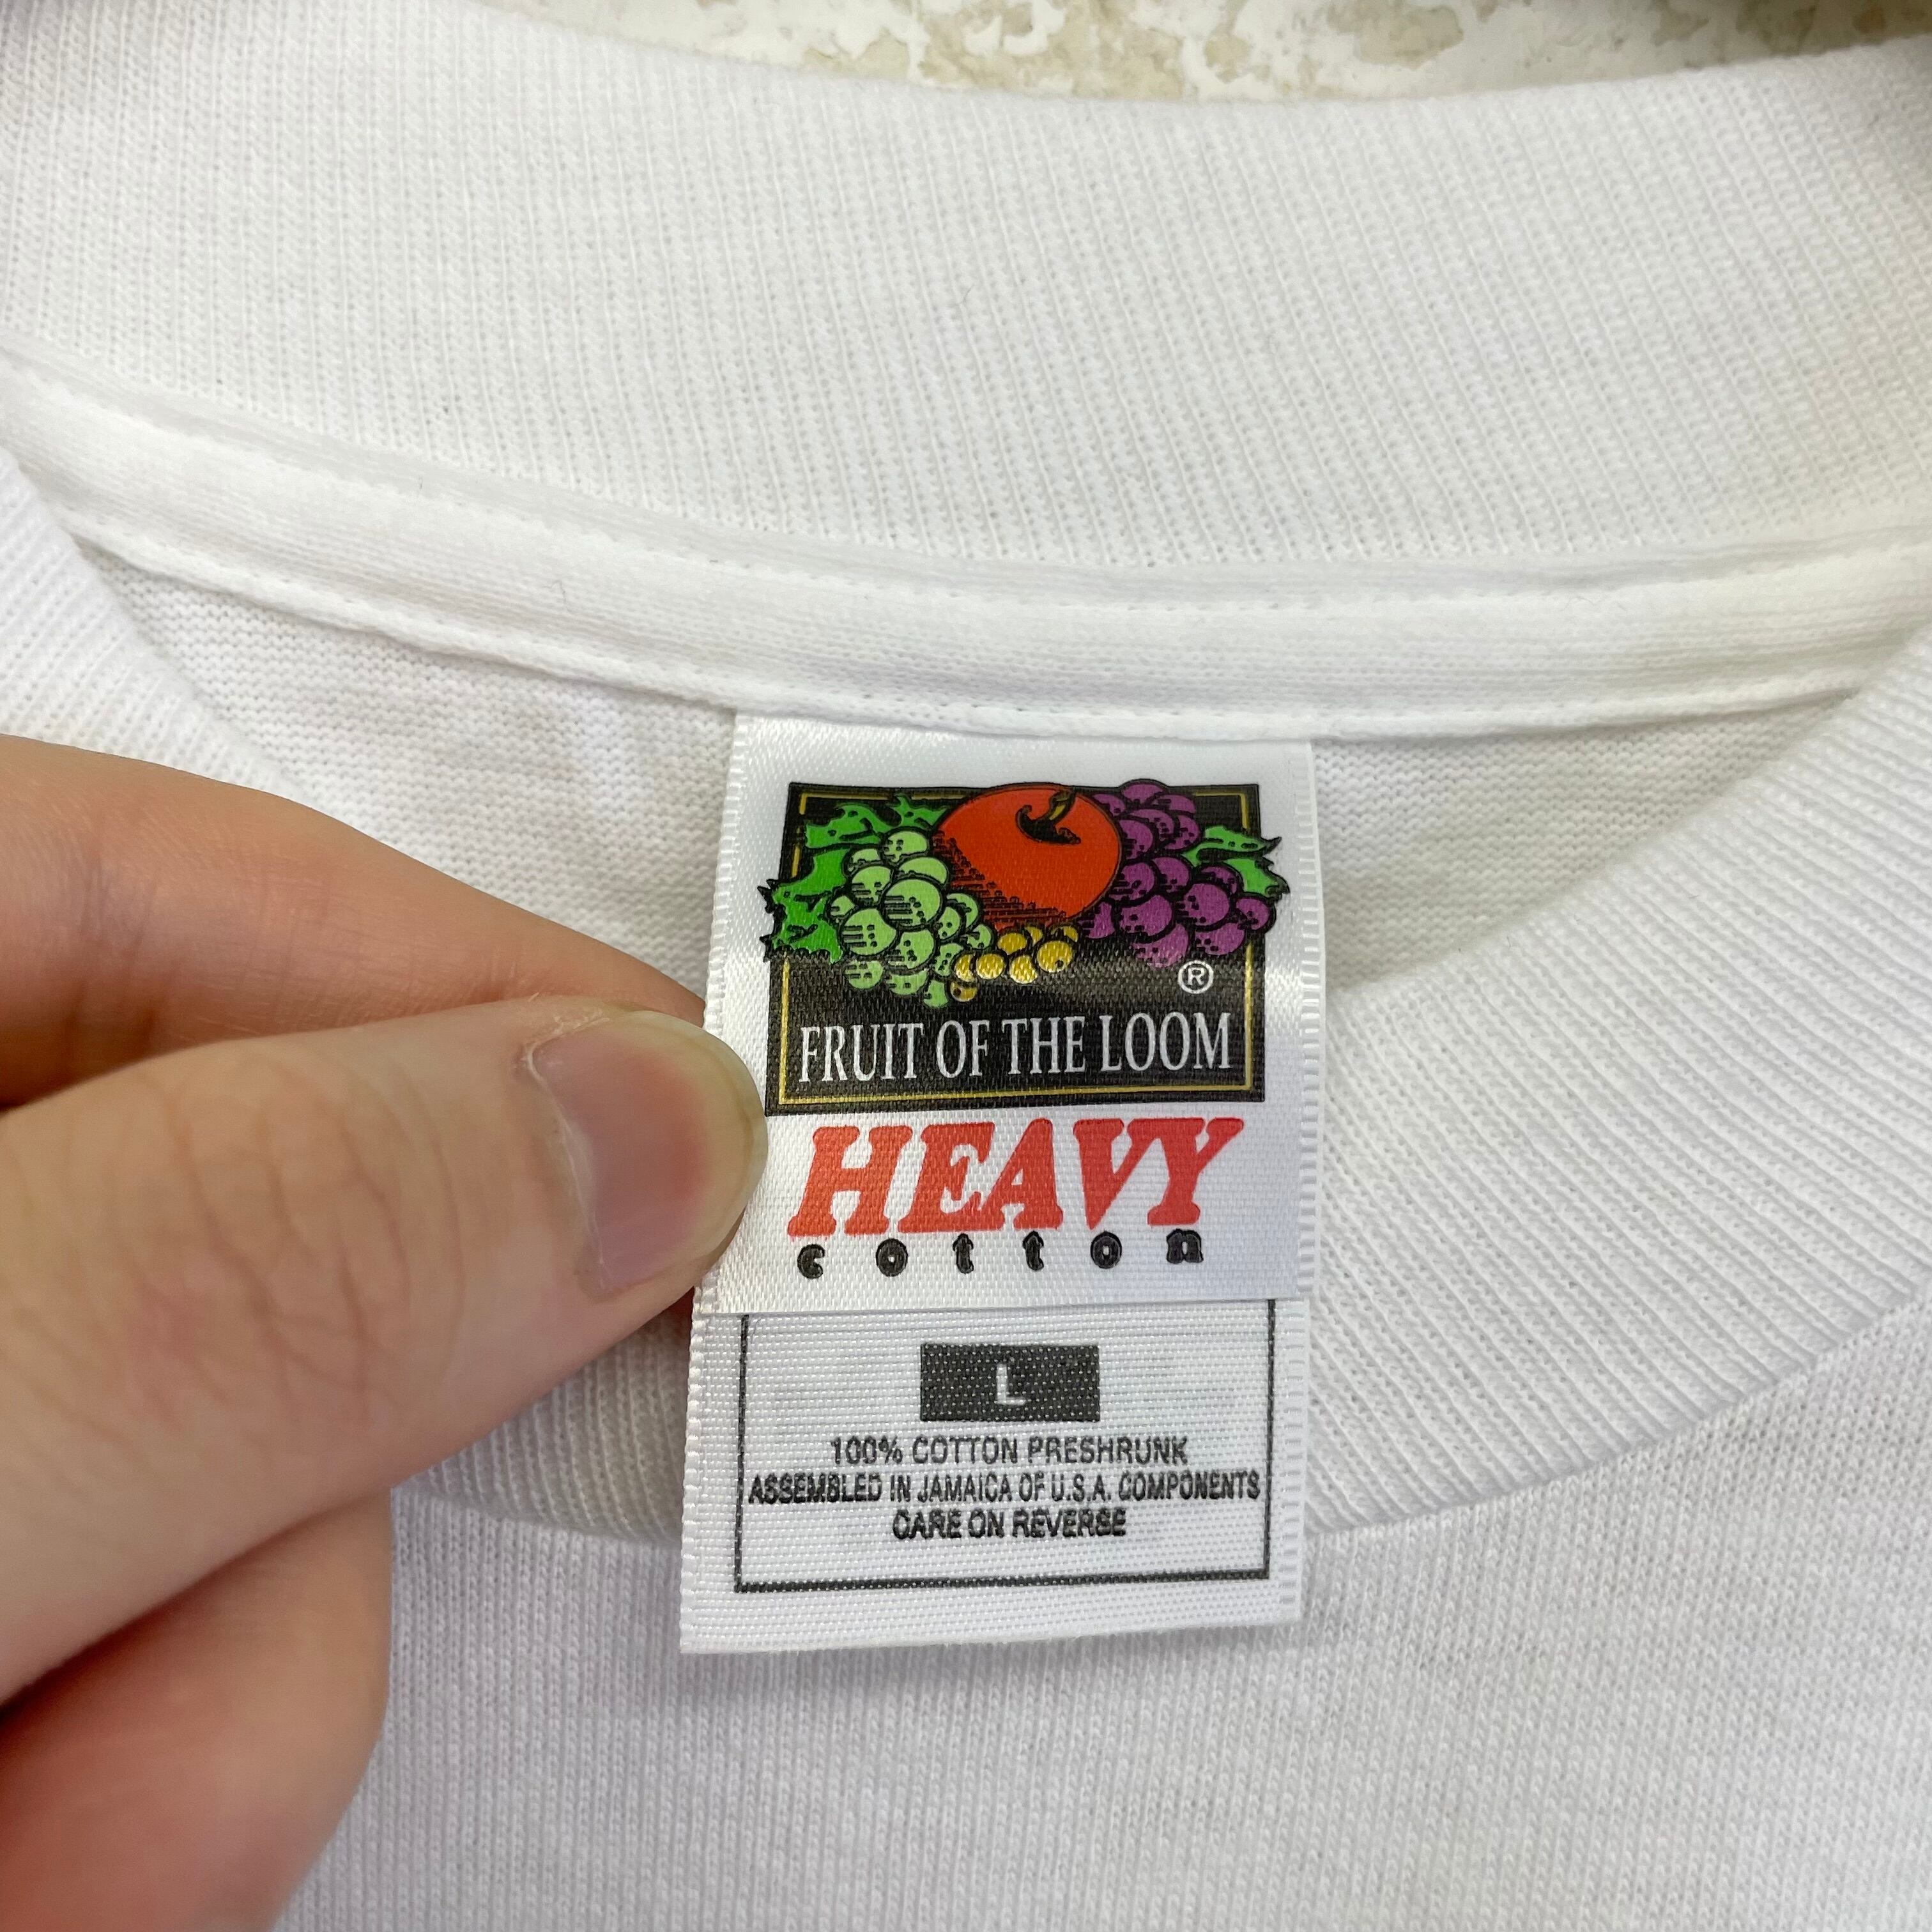 ®
FRUIT OF THE LOOM
HEAVY
cotton
L
100% COTTON PRESHRUNK
ASSEMBLED IN JAMAICA OF U.S.A. COMPONENTS
CARE ON REVERSE